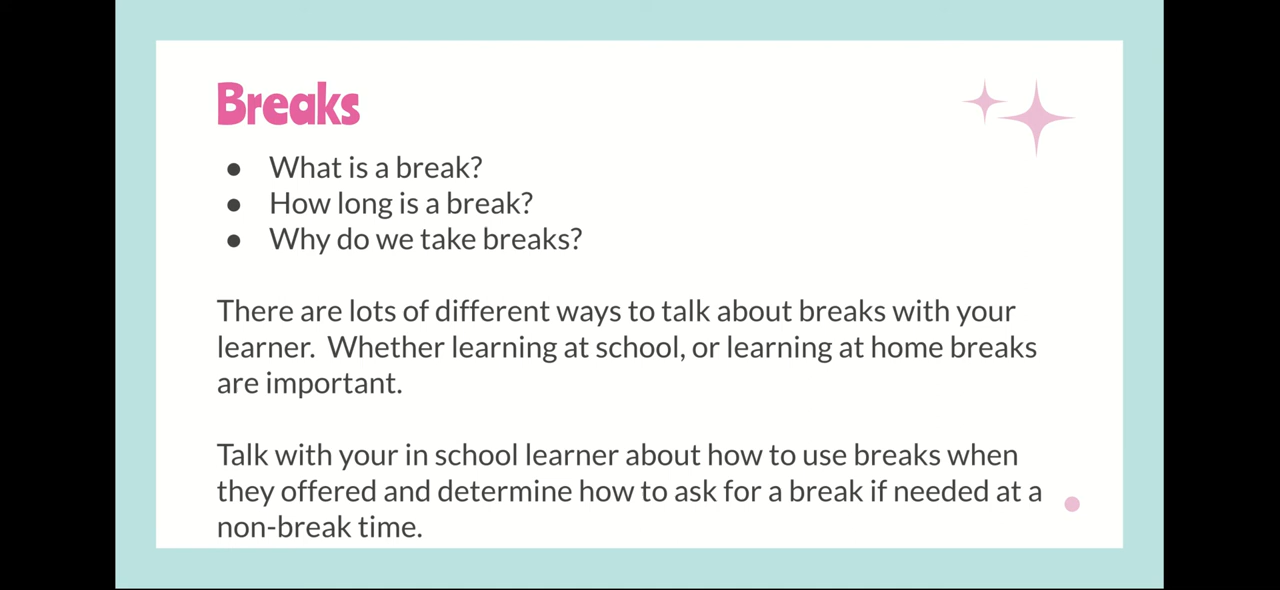 Breaks
● What is a break?
● How long is a break?
● Why do we take breaks?
There are lots of different ways to talk about breaks with your
learner.  Whether learning at school, or learning at home breaks
are important.
Talk with your in school learner about how to use breaks when
they offered and determine how to ask for a break if needed at a
non-break time.